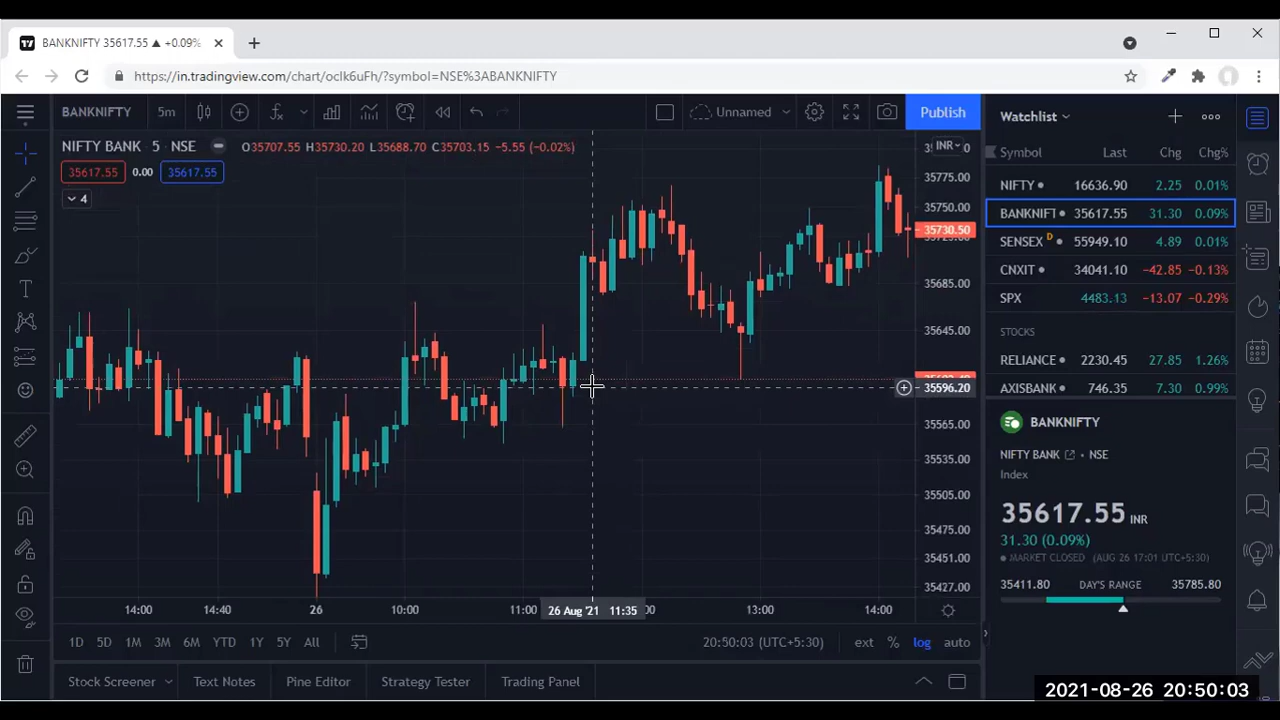 BANKNIFTY 35617.55 ▲ +0.09%
https://in.tradingview.com/chart/ocIk6uFh/?symbol=NSE%3ABANKNIFTY
BANKNIFTY 5m Unnamed Publish
NIFTY BANK · 5 · NSE O35707.55 H35730.20 L35688.70 C35703.15 -5.55 (-0.02%)
INR
35617.55 0.00 35617.55
4
35775.00
35750.00
35730.50
35685.00
35645.00
35596.20
35565.00
35535.00
35505.00
35475.00
35451.00
35427.00
14:00 14:40 26 10:00 11:00 26 Aug '21 11:35 13:00 14:00
1D 5D 1M 3M 6M YTD 1Y 5Y All 20:50:03 (UTC+5:30) ext % log auto
Stock Screener Text Notes Pine Editor Strategy Tester Trading Panel
Watchlist
Symbol Last Chg Chg%
NIFTY 16636.90 2.25 0.01%
BANKNIFT 35617.55 31.30 0.09%
SENSEX D 55949.10 4.89 0.01%
CNXIT 34041.10 -42.85 -0.13%
SPX 4483.13 -13.07 -0.29%
STOCKS
RELIANCE 2230.45 27.85 1.26%
AXISBANK 746.35 7.30 0.99%
BANKNIFTY
NIFTY BANK · NSE
Index
35617.55 INR
31.30 (0.09%)
MARKET CLOSED (AUG 26 17:01 UTC+5:30)
35411.80 DAY'S RANGE 35785.80
2021-08-26 20:50:03